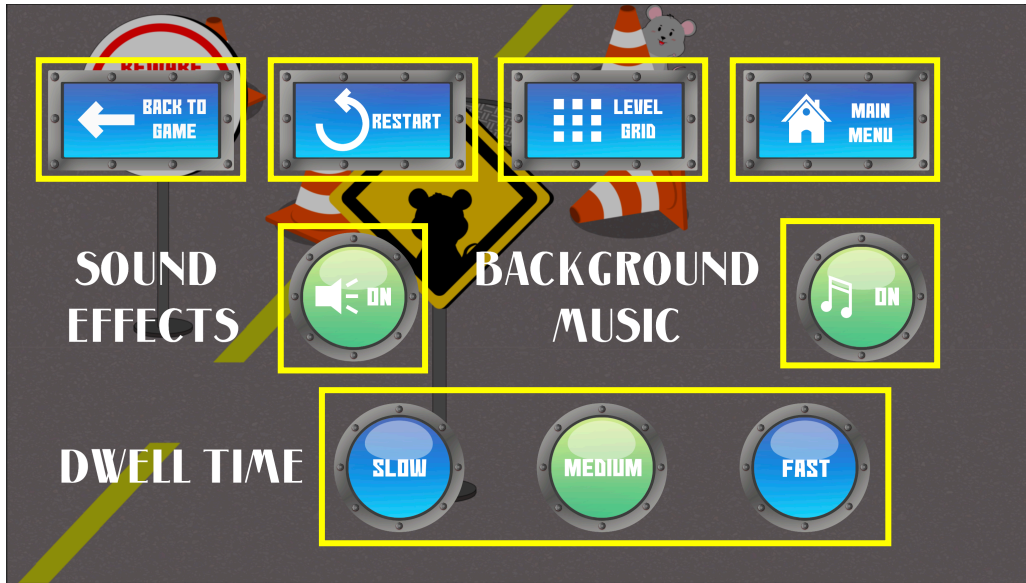 BEWARE
BACK TO
GAME
RESTART
LEVEL
GRID
MAIN
MENU
SOUND
EFFECTS
ON
BACKGROUND
MUSIC
ON
DWELL TIME
SLOW
MEDIUM
FAST